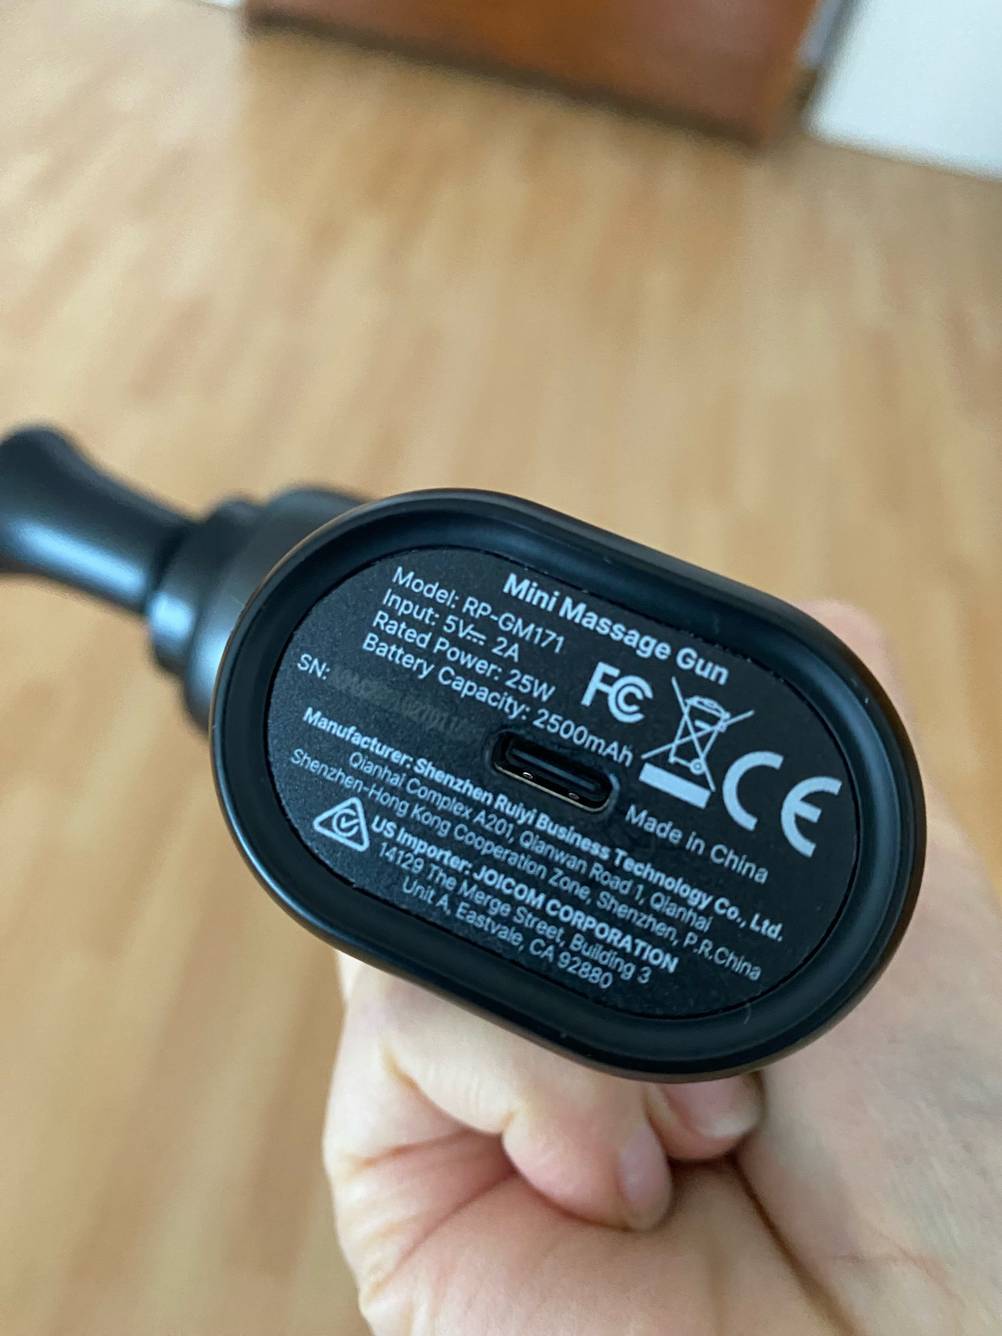 Mini Massage Gun
Model: RP-GM171
Input: 5V⎓ 2A
Rated Power: 25W
Battery Capacity: 2500mAh
SN:
FC
CE
Made in China
Manufacturer: Shenzhen Ruiyi Business Technology Co., Ltd.
Qianhai Complex A201, Qianwan Road 1, Qianhai
Shenzhen-Hong Kong Cooperation Zone, Shenzhen, P.R.China
US Importer: JOICOM CORPORATION
14129 The Merge Street, Building 3
Unit A, Eastvale, CA 92880